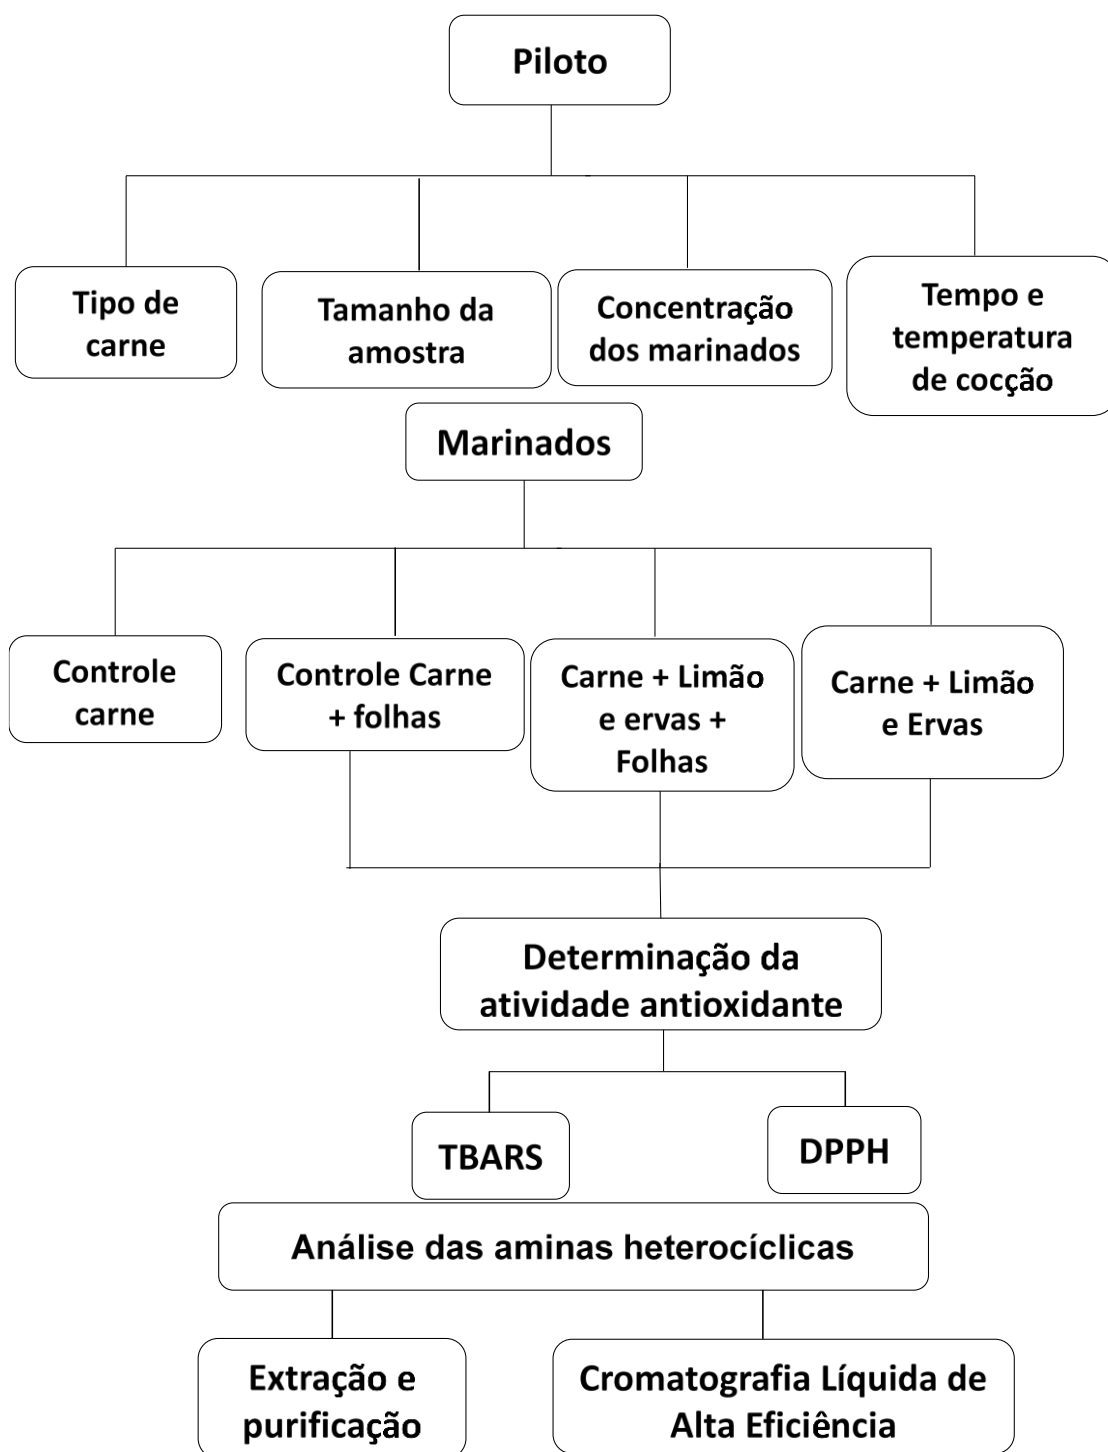 Piloto
Tipo de
carne
Tamanho da
amostra
Concentração
dos marinados
Tempo e
temperatura
de cocção
Marinados
Controle
carne
Controle Carne
+ folhas
Carne + Limão
e ervas +
Folhas
Carne + Limão
e Ervas
Determinação da
atividade antioxidante
TBARS
DPPH
Análise das aminas heterocíclicas
Extração e
purificação
Cromatografia Líquida de
Alta Eficiência